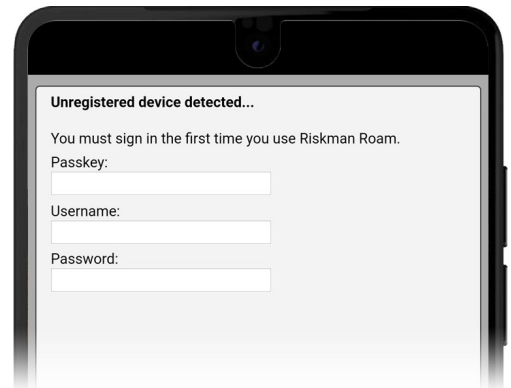 Unregistered device detected...
You must sign in the first time you use Riskman Roam.
Passkey:
Username:
Password: